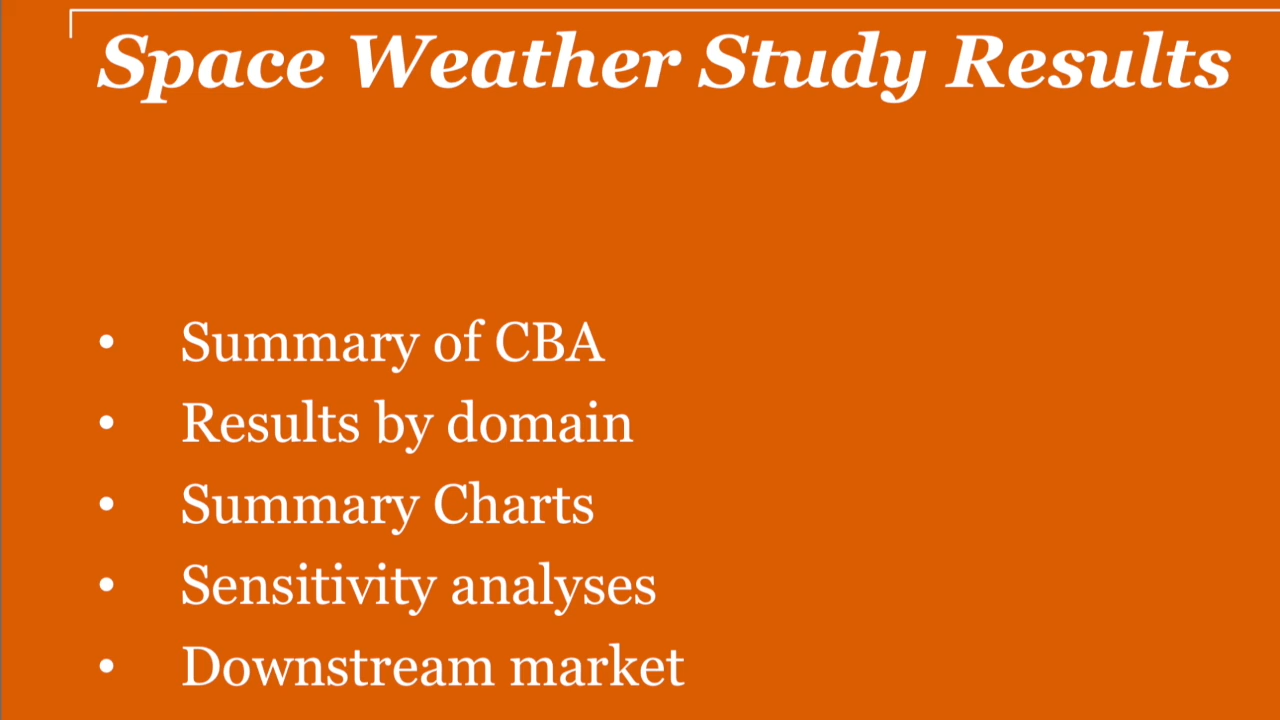 Space Weather Study Results
• Summary of CBA
• Results by domain
• Summary Charts
• Sensitivity analyses
• Downstream market